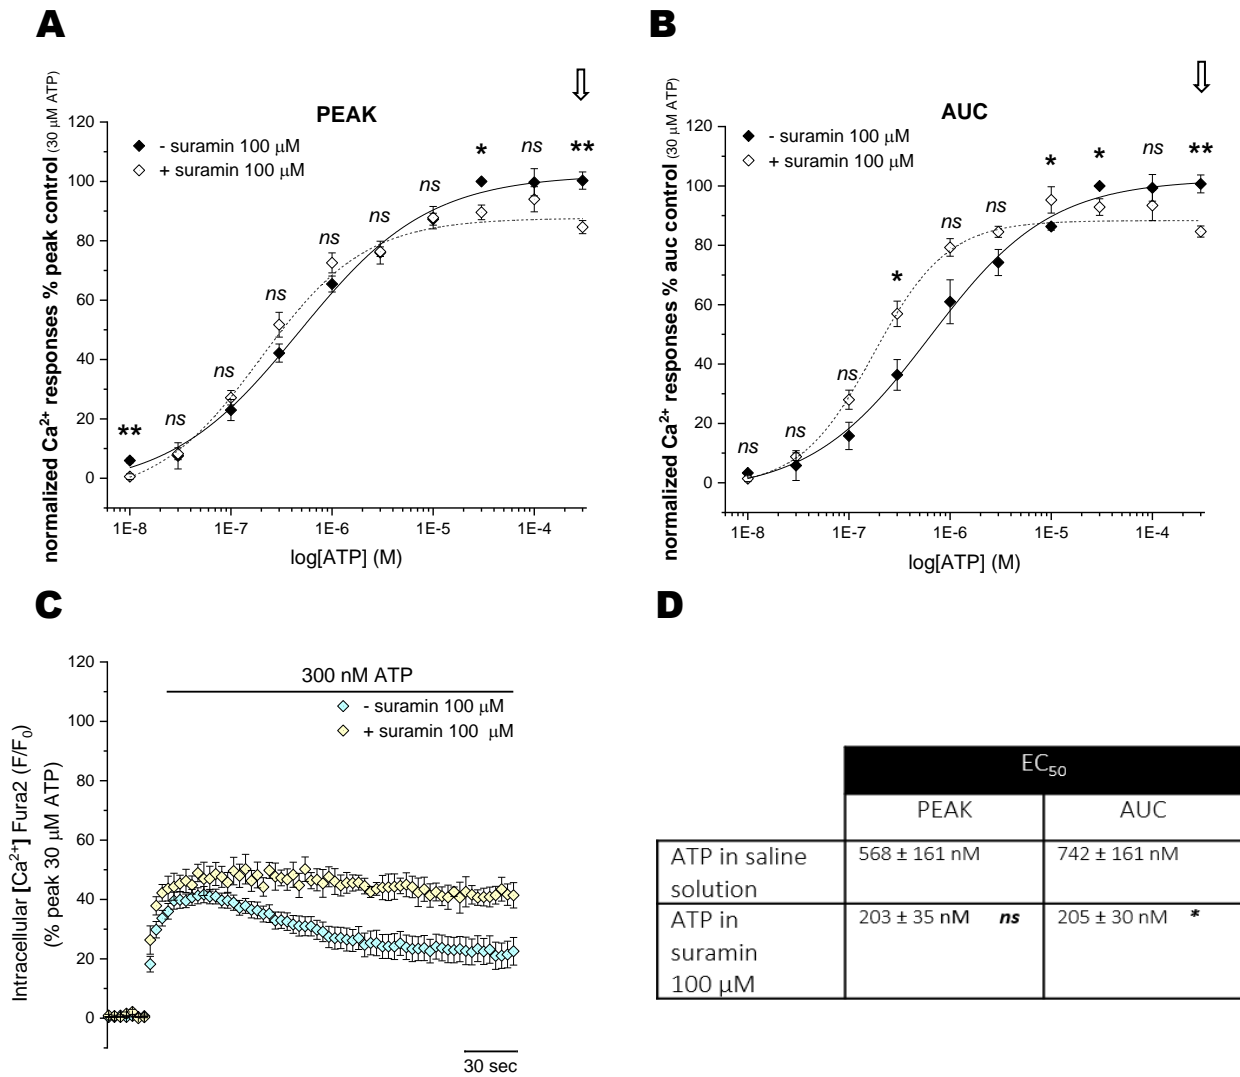 A
normalized Ca²⁺ responses % peak control (30 μM ATP)
PEAK
- suramin 100 μM
+ suramin 100 μM
120
100
80
60
40
20
0
**
ns
ns
ns
ns
ns
ns
*
ns
**
1E-8
1E-7
1E-6
1E-5
1E-4
log[ATP] (M)
B
normalized Ca²⁺ responses % auc control (30 μM ATP)
AUC
- suramin 100 μM
+ suramin 100 μM
120
100
80
60
40
20
0
ns
ns
ns
*
ns
ns
*
*
ns
**
1E-8
1E-7
1E-6
1E-5
1E-4
log[ATP] (M)
C
Intracellular [Ca²⁺] Fura2 (F/F₀)
(% peak 30 μM ATP)
120
100
80
60
40
20
0
300 nM ATP
- suramin 100 μM
+ suramin 100 μM
30 sec
D
EC₅₀
PEAK AUC
ATP in saline
solution
568 ± 161 nM 742 ± 161 nM
ATP in
suramin
100 μM
203 ± 35 nM ns 205 ± 30 nM *